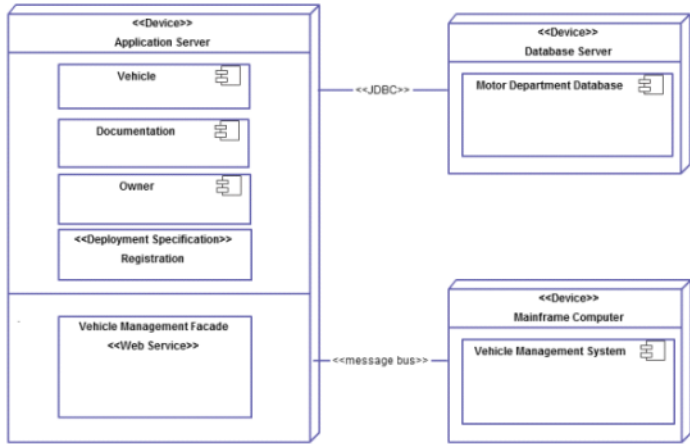 <<Device>>
Application Server
Vehicle
Documentation
Owner
<<Deployment Specification>>
Registration
Vehicle Management Facade
<<Web Service>>
<<JDBC>>
<<message bus>>
<<Device>>
Database Server
Motor Department Database
<<Device>>
Mainframe Computer
Vehicle Management System